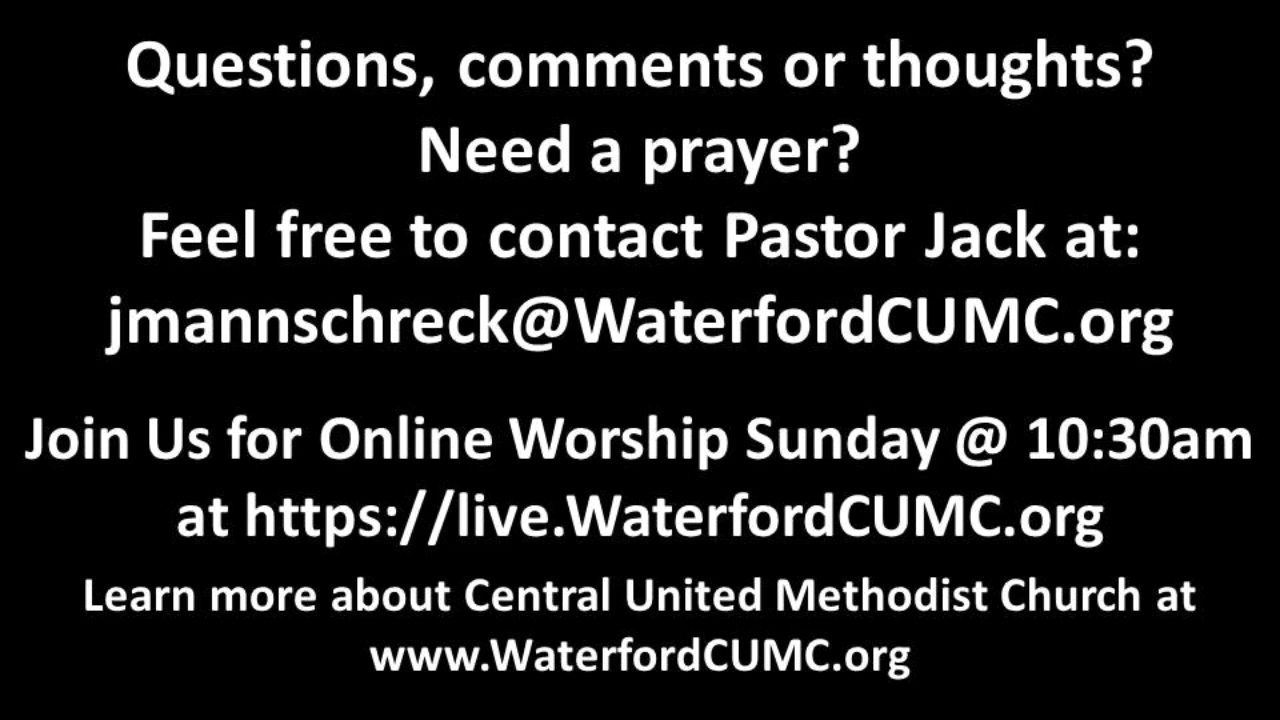 Questions, comments or thoughts?
Need a prayer?
Feel free to contact Pastor Jack at:
jmannschreck@WaterfordCUMC.org
Join Us for Online Worship Sunday @ 10:30am
at https://live.WaterfordCUMC.org
Learn more about Central United Methodist Church at
www.WaterfordCUMC.org